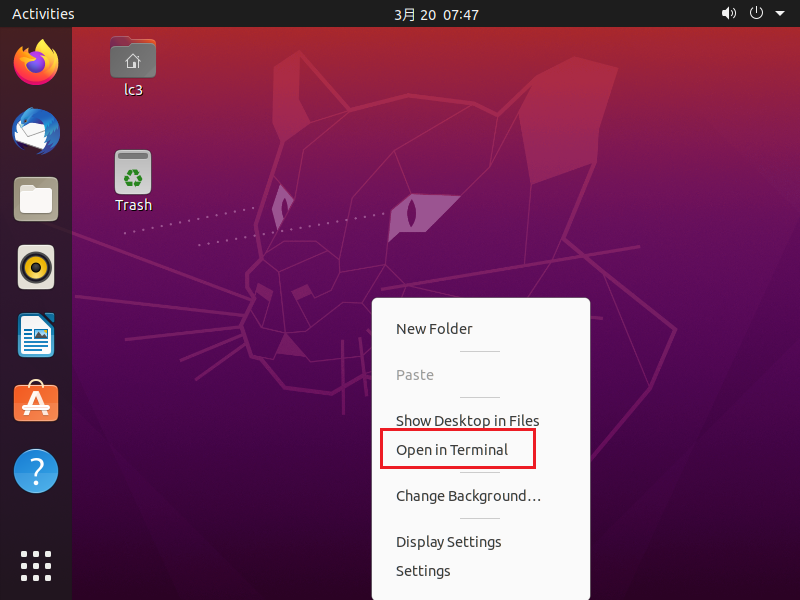 Activities
3月 20 07:47
lc3
Trash
New Folder
Paste
Show Desktop in Files
Open in Terminal
Change Background…
Display Settings
Settings